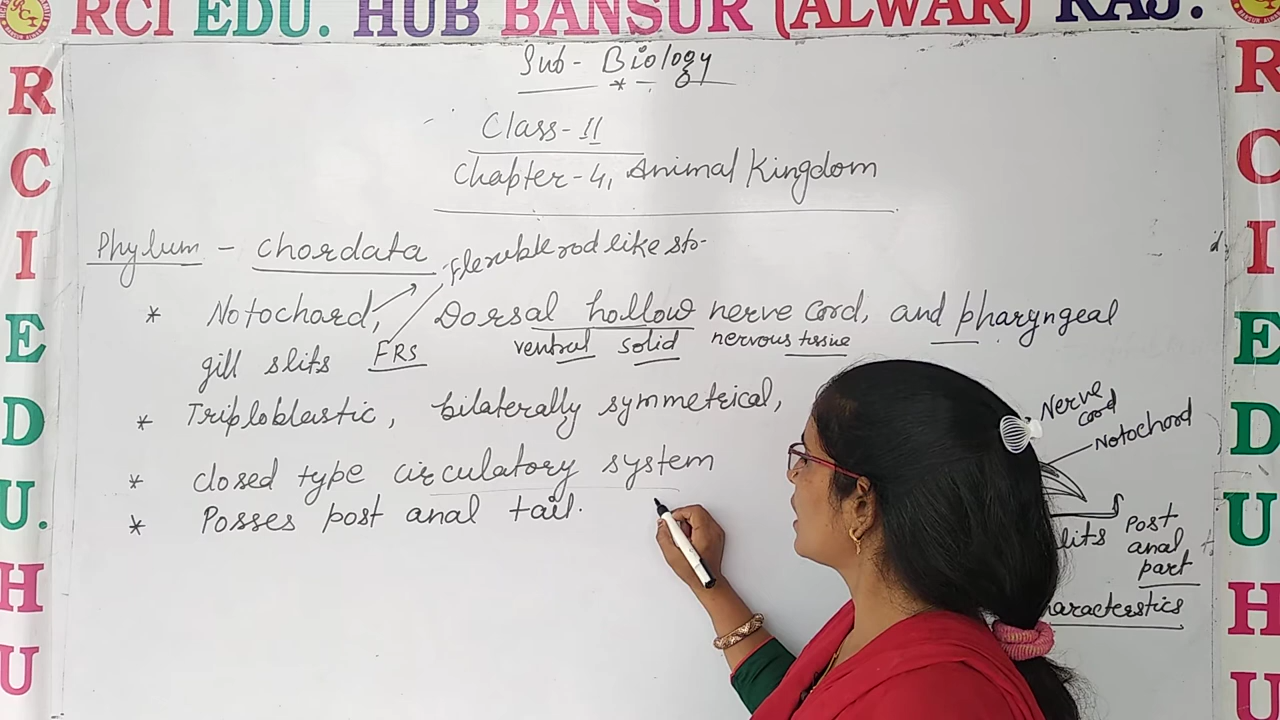 RCI EDU. HUB BANSUR (ALWAR) RAJ.
R
C
I
E
D
U.
H
U
Sub - Biology
Class - 11
Chapter - 4, Animal Kingdom
Phylum - Chordata
flexible rod like str-
* Notochord, Dorsal hollow nerve cord, and pharyngeal
gill slits FRS ventral solid nervous tissue
* Triploblastic, bilaterally symmetrical,
* closed type circulatory system
* Posses post anal tail.
Nerve
cord
Notochord
Post
anal
part
R
C
I
E
D
U
H
U